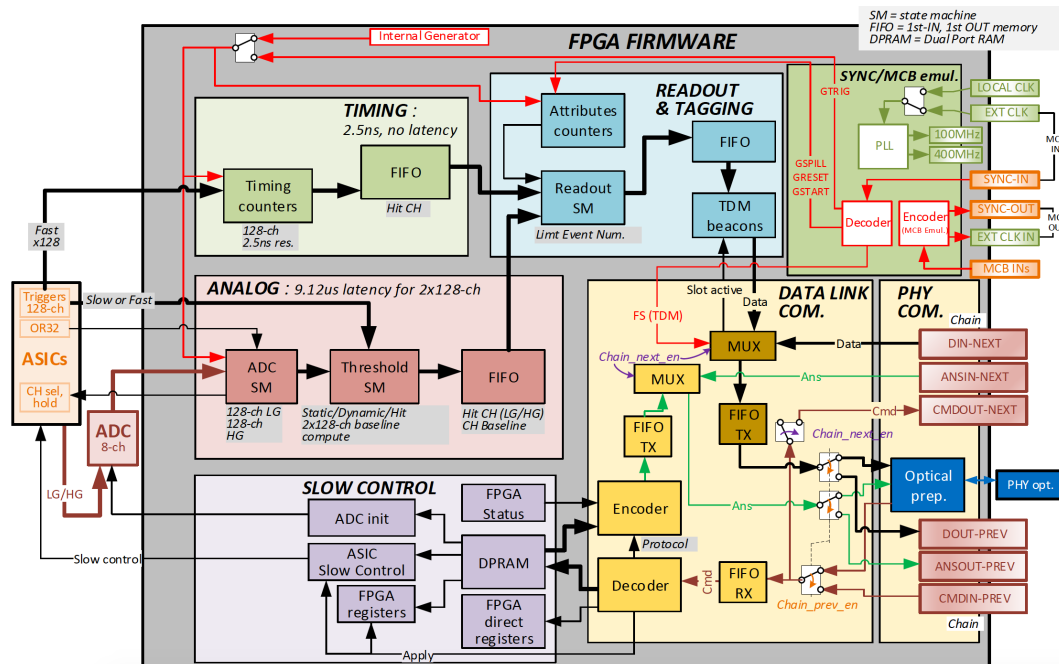 SM = state machine
FIFO = 1st-IN, 1st OUT memory
DPRAM = Dual Port RAM
Internal Generator
FPGA FIRMWARE
SYNC/MCB emul.
GTRIG
LOCAL CLK
EXT CLK
PLL
100MHz
400MHz
MC
IN
SYNC-IN
SYNC-OUT
EXT CLKIN
MC
OUT
MCB INs
Decoder
Encoder
(MCB Emul.)
READOUT
& TAGGING
Attributes
counters
FIFO
GSPILL
GRESET
GSTART
Readout
SM
Limt Event Num.
TDM
beacons
TIMING :
2.5ns, no latency
Timing
counters
FIFO
Hit CH
128-ch
2.5ns res.
Fast
x128
Slow or Fast
Triggers
128-ch
OR32
ASICs
CH sel,
hold
ADC
8-ch
LG/HG
Slow control
ANALOG : 9.12us latency for 2x128-ch
ADC
SM
Threshold
SM
FIFO
128-ch LG
128-ch
HG
Static/Dynamic/Hit
2x128-ch baseline
compute
Hit CH (LG/HG)
CH Baseline
Slot active
Data
DATA LINK
COM.
PHY
COM.
FS (TDM)
MUX
Data
Chain
DIN-NEXT
Chain_next_en
MUX
Ans
ANSIN-NEXT
Cmd
CMDOUT-NEXT
FIFO
TX
FIFO
TX
Chain_next_en
Optical
prep.
PHY opt.
Ans
Encoder
Protocol
DOUT-PREV
Decoder
Cmd
FIFO
RX
ANSOUT-PREV
Chain_prev_en
CMDIN-PREV
Chain
SLOW CONTROL
FPGA
Status
ADC init
ASIC
Slow Control
DPRAM
FPGA
registers
FPGA
direct
registers
Apply